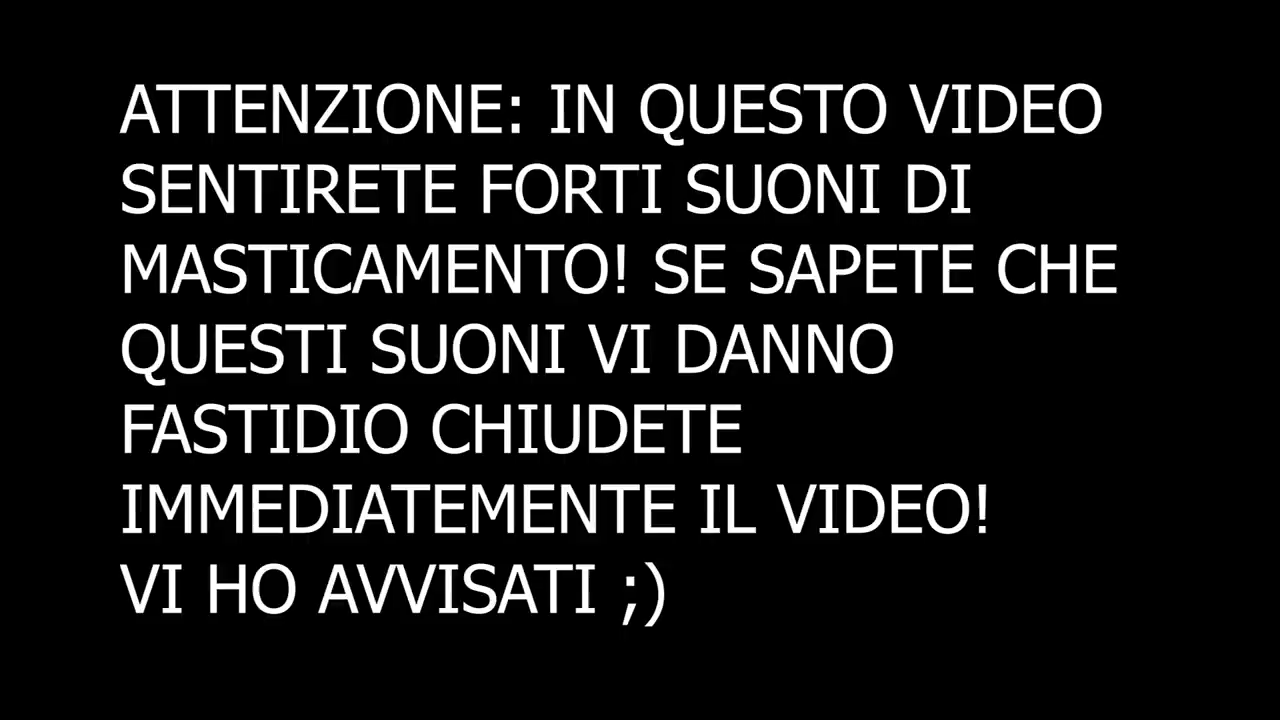 ATTENZIONE: IN QUESTO VIDEO
SENTIRETE FORTI SUONI DI
MASTICAMENTO! SE SAPETE CHE
QUESTI SUONI VI DANNO
FASTIDIO CHIUDETE
IMMEDIATEMENTE IL VIDEO!
VI HO AVVISATI ;)